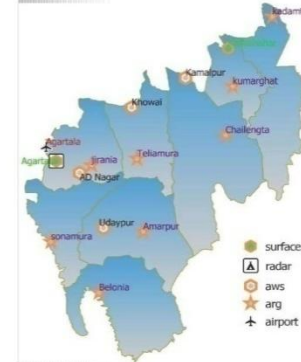 kadamt
Kamalpur
kumarghat
Khowai
Chailengta
Agartala
Agartala
Jirania
Teliamura
AD Nagar
Udaypur
Amarpur
sonamura
Belonia
surface
radar
aws
arg
airport